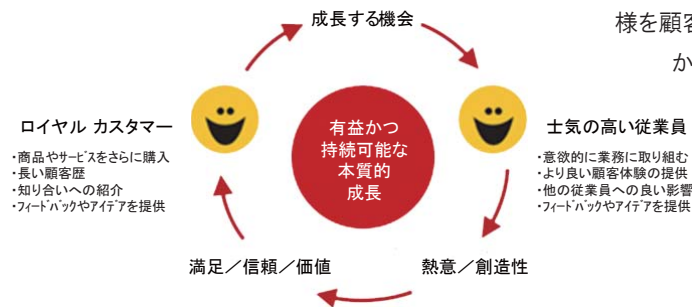 様を顧客
か
成長する機会
ロイヤル カスタマー
・商品やサービスをさらに購入
・長い顧客歴
・知り合いへの紹介
・フィードバックやアイデアを提供
有益かつ
持続可能な
本質的
成長
士気の高い従業員
・意欲的に業務に取り組む
・より良い顧客体験の提供
・他の従業員への良い影響
・フィードバックやアイデアを提供
満足／信頼／価値
熱意／創造性